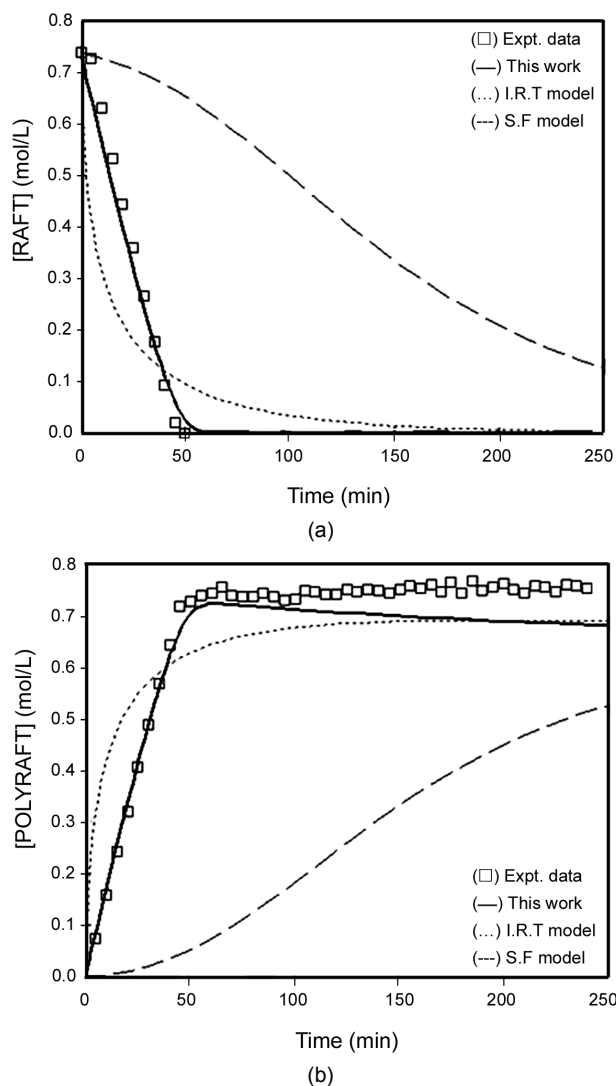 (□) Expt. data
(—) This work
(...) I.R.T model
(---) S.F model
0.8
0.7
0.6
0.5
0.4
0.3
0.2
0.1
0.0
[RAFT] (mol/L)
0 50 100 150 200 250
Time (min)
(a)
0.8
0.7
0.6
0.5
0.4
0.3
0.2
0.1
0.0
[POLYRAFT] (mol/L)
(□) Expt. data
(—) This work
(...) I.R.T model
(---) S.F model
0 50 100 150 200 250
Time (min)
(b)